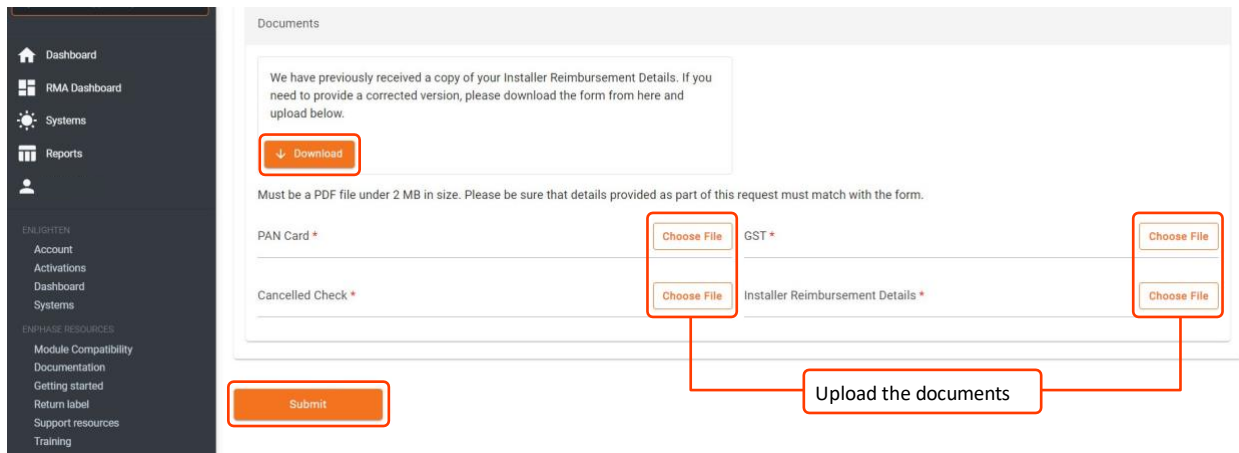 Dashboard
RMA Dashboard
Systems
Reports
ENLIGHTEN
Account
Activations
Dashboard
Systems
ENPHASE RESOURCES
Module Compatibility
Documentation
Getting started
Return label
Support resources
Training
Documents
We have previously received a copy of your Installer Reimbursement Details. If you
need to provide a corrected version, please download the form from here and
upload below.
Download
Must be a PDF file under 2 MB in size. Please be sure that details provided as part of this request must match with the form.
PAN Card * Choose File GST * Choose File
Cancelled Check * Choose File Installer Reimbursement Details * Choose File
Upload the documents
Submit